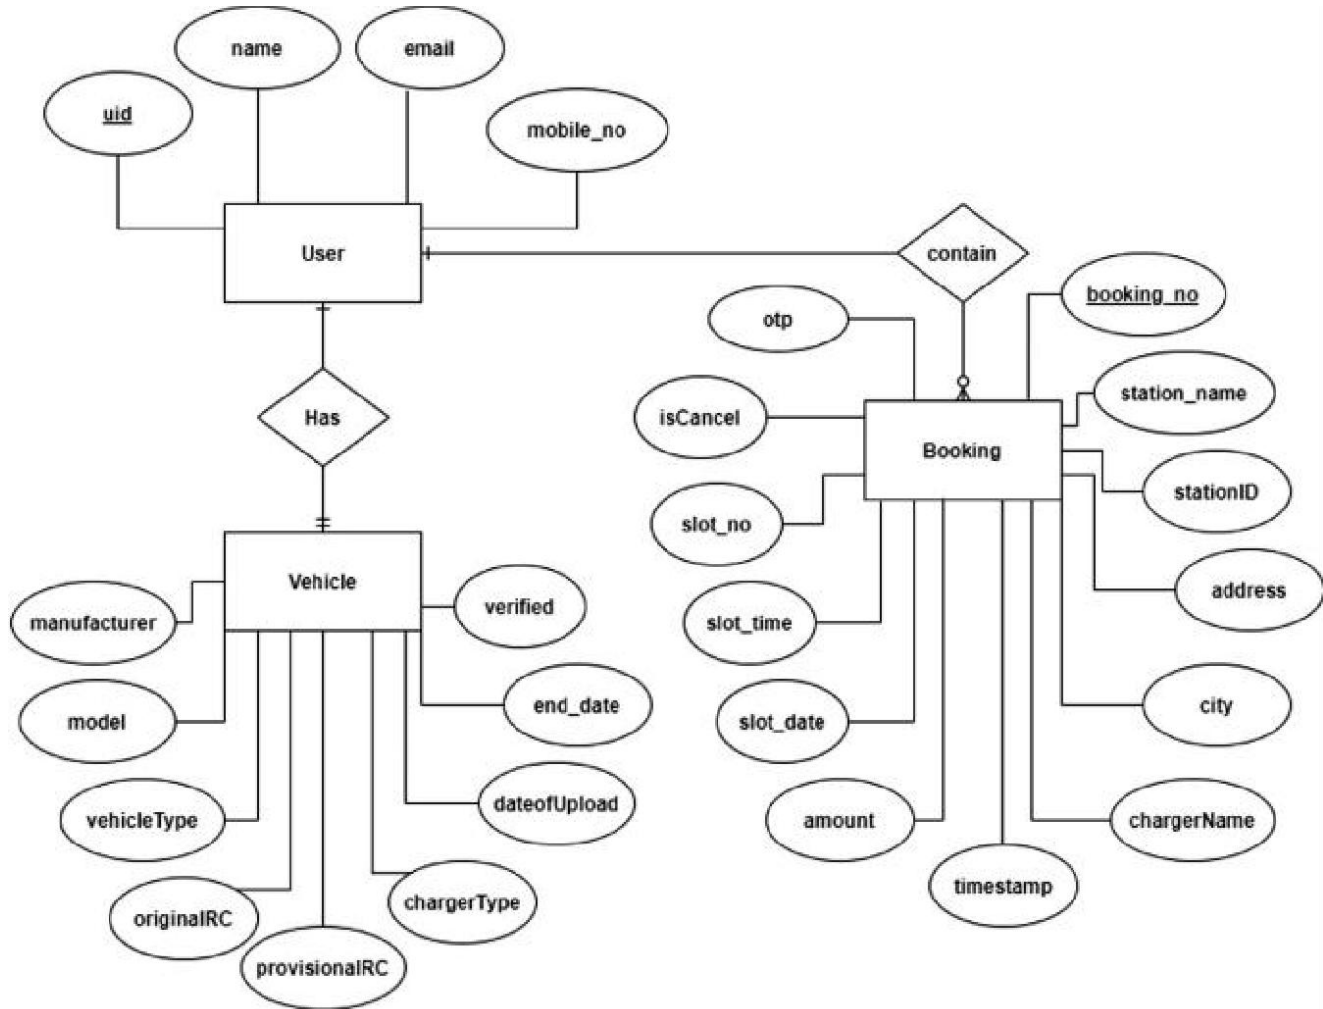 name
email
uid
mobile_no
User
contain
booking_no
otp
station_name
isCancel
Has
Booking
stationID
slot_no
Vehicle
verified
address
manufacturer
slot_time
end_date
city
model
slot_date
dateofUpload
vehicleType
amount
chargerName
timestamp
chargerType
originalRC
provisionalRC